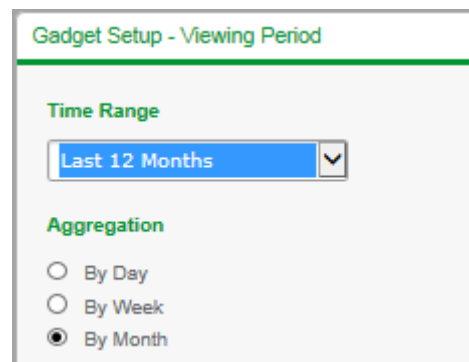 Gadget Setup - Viewing Period
Time Range
Last 12 Months
Aggregation
By Day
By Week
By Month